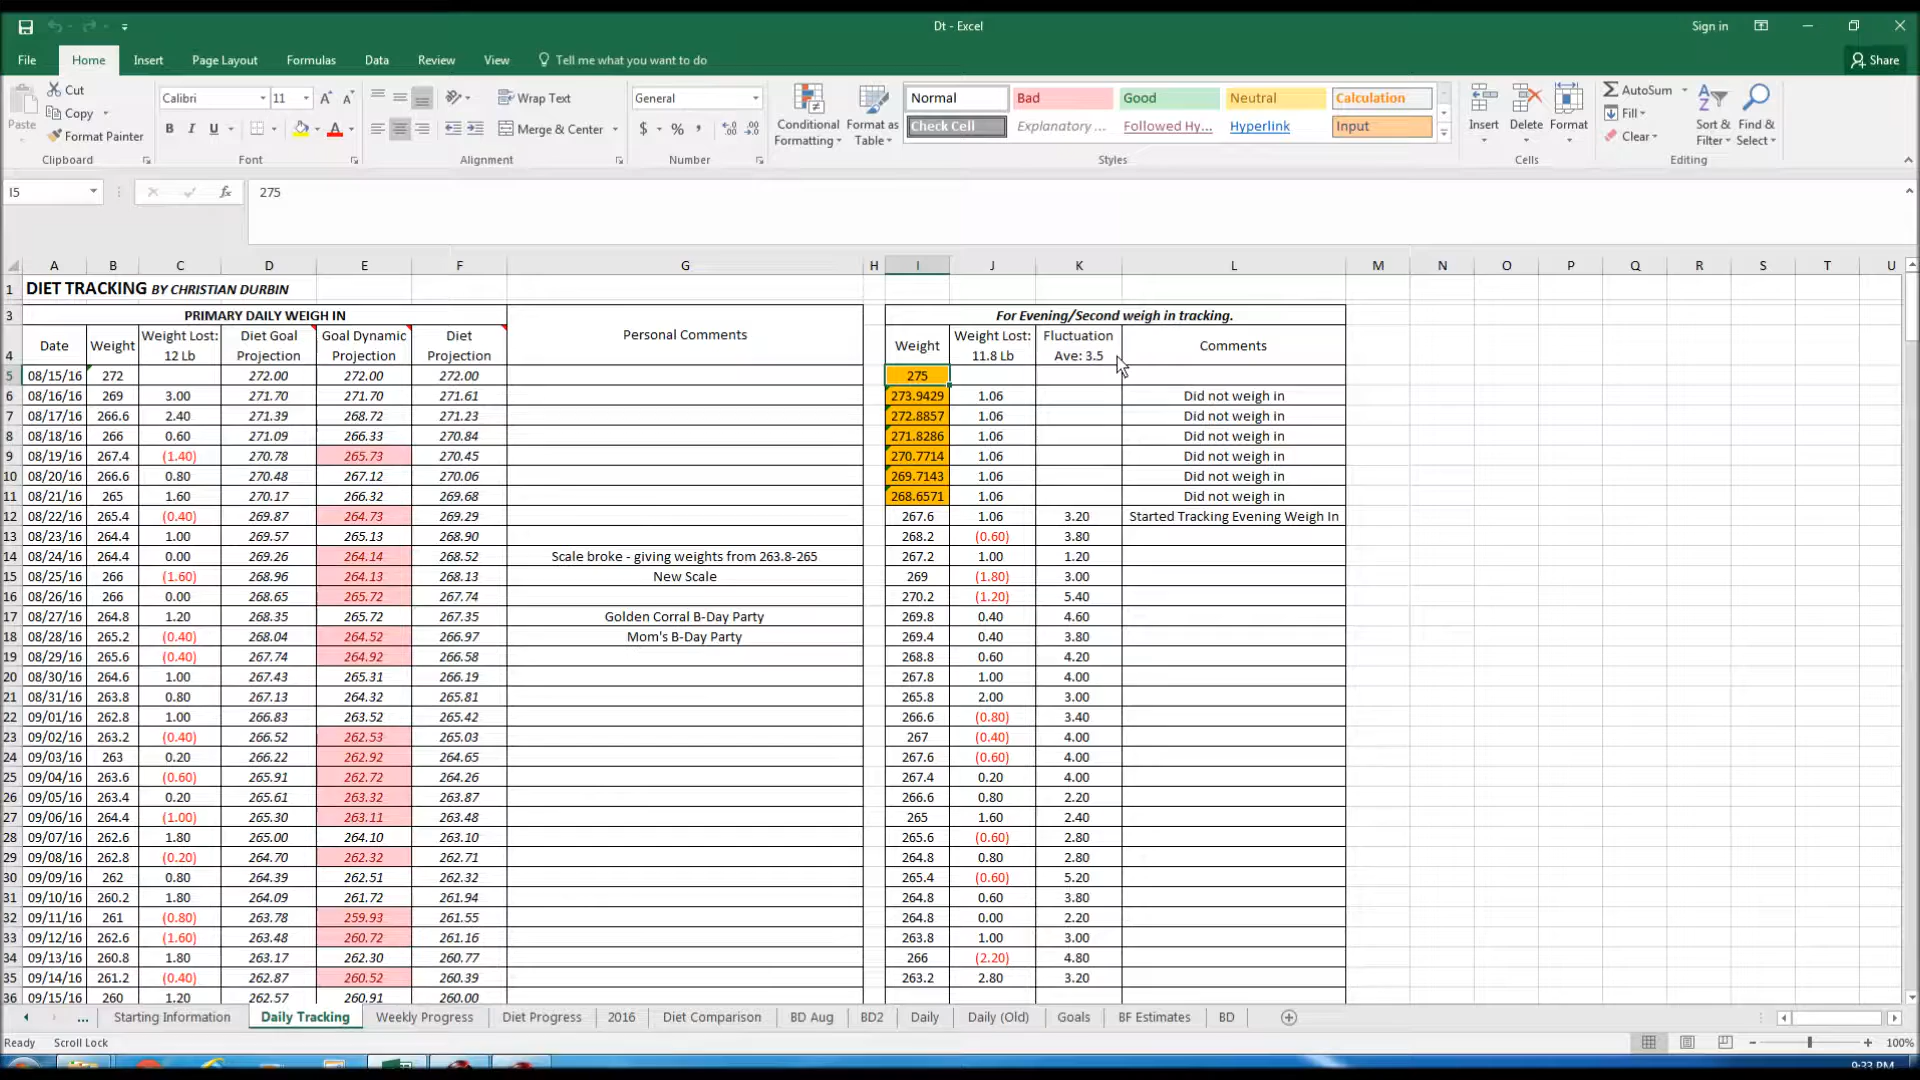 Dt - Excel
Sign in
File Home Insert Page Layout Formulas Data Review View Tell me what you want to do Share
Paste Cut Copy Format Painter Clipboard
Calibri 11 B I U Font
Wrap Text Merge & Center Alignment
General $ % , Number
Conditional Formatting Format as Table
Normal Bad Good Neutral Calculation
Check Cell Explanatory ... Followed Hy... Hyperlink Input
Styles
Insert Delete Format Cells
AutoSum Fill Clear Sort & Filter Find & Select Editing
I5 fx 275
A B C D E F G H I J K L M N O P Q R S T U
1 DIET TRACKING BY CHRISTIAN DURBIN
3 PRIMARY DAILY WEIGH IN Personal Comments For Evening/Second weigh in tracking.
4 Date Weight Weight Lost: 12 Lb Diet Goal Projection Goal Dynamic Projection Diet Projection Weight Weight Lost: 11.8 Lb Fluctuation Ave: 3.5 Comments
5 08/15/16 272 272.00 272.00 272.00 275
6 08/16/16 269 3.00 271.70 271.70 271.61 273.9429 1.06 Did not weigh in
7 08/17/16 266.6 2.40 271.39 268.72 271.23 272.8857 1.06 Did not weigh in
8 08/18/16 266 0.60 271.09 266.33 270.84 271.8286 1.06 Did not weigh in
9 08/19/16 267.4 (1.40) 270.78 265.73 270.45 270.7714 1.06 Did not weigh in
10 08/20/16 266.6 0.80 270.48 267.12 270.06 269.7143 1.06 Did not weigh in
11 08/21/16 265 1.60 270.17 266.32 269.68 268.6571 1.06 Did not weigh in
12 08/22/16 265.4 (0.40) 269.87 264.73 269.29 267.6 1.06 3.20 Started Tracking Evening Weigh In
13 08/23/16 264.4 1.00 269.57 265.13 268.90 268.2 (0.60) 3.80
14 08/24/16 264.4 0.00 269.26 264.14 268.52 Scale broke - giving weights from 263.8-265 267.2 1.00 1.20
15 08/25/16 266 (1.60) 268.96 264.13 268.13 New Scale 269 (1.80) 3.00
16 08/26/16 266 0.00 268.65 265.72 267.74 270.2 (1.20) 5.40
17 08/27/16 264.8 1.20 268.35 265.72 267.35 Golden Corral B-Day Party 269.8 0.40 4.60
18 08/28/16 265.2 (0.40) 268.04 264.52 266.97 Mom's B-Day Party 269.4 0.40 3.80
19 08/29/16 265.6 (0.40) 267.74 264.92 266.58 268.8 0.60 4.20
20 08/30/16 264.6 1.00 267.43 265.31 266.19 267.8 1.00 4.00
21 08/31/16 263.8 0.80 267.13 264.32 265.81 265.8 2.00 3.00
22 09/01/16 262.8 1.00 266.83 263.52 265.42 266.6 (0.80) 3.40
23 09/02/16 263.2 (0.40) 266.52 262.53 265.03 267 (0.40) 4.00
24 09/03/16 263 0.20 266.22 262.92 264.65 267.6 (0.60) 4.00
25 09/04/16 263.6 (0.60) 265.91 262.72 264.26 267.4 0.20 4.00
26 09/05/16 263.4 0.20 265.61 263.32 263.87 266.6 0.80 2.20
27 09/06/16 264.4 (1.00) 265.30 263.11 263.48 265 1.60 2.40
28 09/07/16 262.6 1.80 265.00 264.10 263.10 265.6 (0.60) 2.80
29 09/08/16 262.8 (0.20) 264.70 262.32 262.71 264.8 0.80 2.80
30 09/09/16 262 0.80 264.39 262.51 262.32 265.4 (0.60) 5.20
31 09/10/16 260.2 1.80 264.09 261.72 261.94 264.8 0.60 3.80
32 09/11/16 261 (0.80) 263.78 259.93 261.55 264.8 0.00 2.20
33 09/12/16 262.6 (1.60) 263.48 260.72 261.16 263.8 1.00 3.00
34 09/13/16 260.8 1.80 263.17 262.30 260.77 266 (2.20) 4.80
35 09/14/16 261.2 (0.40) 262.87 260.52 260.39 263.2 2.80 3.20
36 09/15/16 260 1.20 262.57 260.91 260.00
... Starting Information Daily Tracking Weekly Progress Diet Progress 2016 Diet Comparison BD Aug BD2 Daily Daily (Old) Goals BF Estimates BD
Ready Scroll Lock 100%
9:33 PM